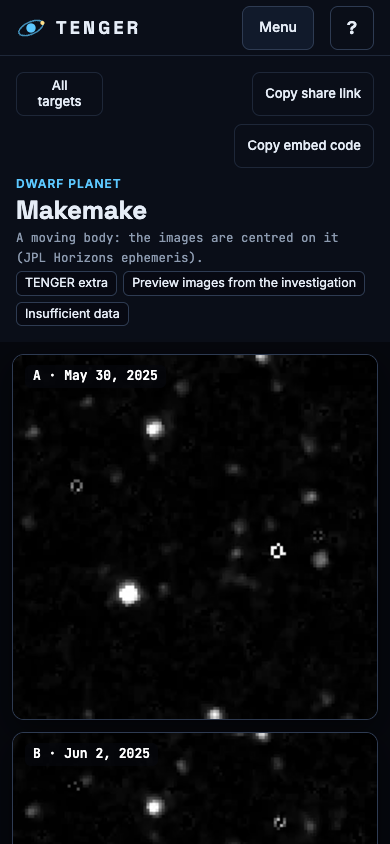 TENGER
Menu
?
All
targets
Copy share link
Copy embed code
DWARF PLANET
Makemake
A moving body: the images are centred on it
(JPL Horizons ephemeris).
TENGER extra
Preview images from the investigation
Insufficient data
A · May 30, 2025
B · Jun 2, 2025